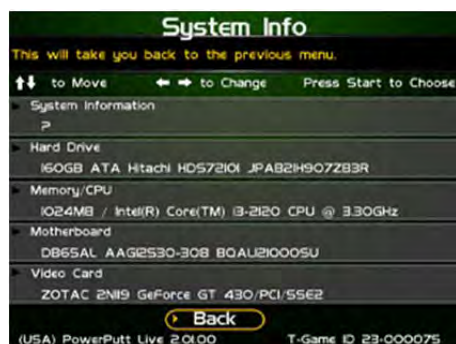 System Info
This will take you back to the previous menu.
to Move to Change Press Start to Choose
System Information
?
Hard Drive
160GB ATA Hitachi HDS72101 JPAB21H907ZB3R
Memory/CPU
1024MB / Intel(R) Core(TM) i3-2120 CPU @ 3.30GHz
Motherboard
DB65AL AAG12530-308 BQAL121000SU
Video Card
ZOTAC 2N119 GeForce GT 430/PCI/SSE2
Back
(USA) PowerPutt Live 2.01.00 T-Game ID 23-000075